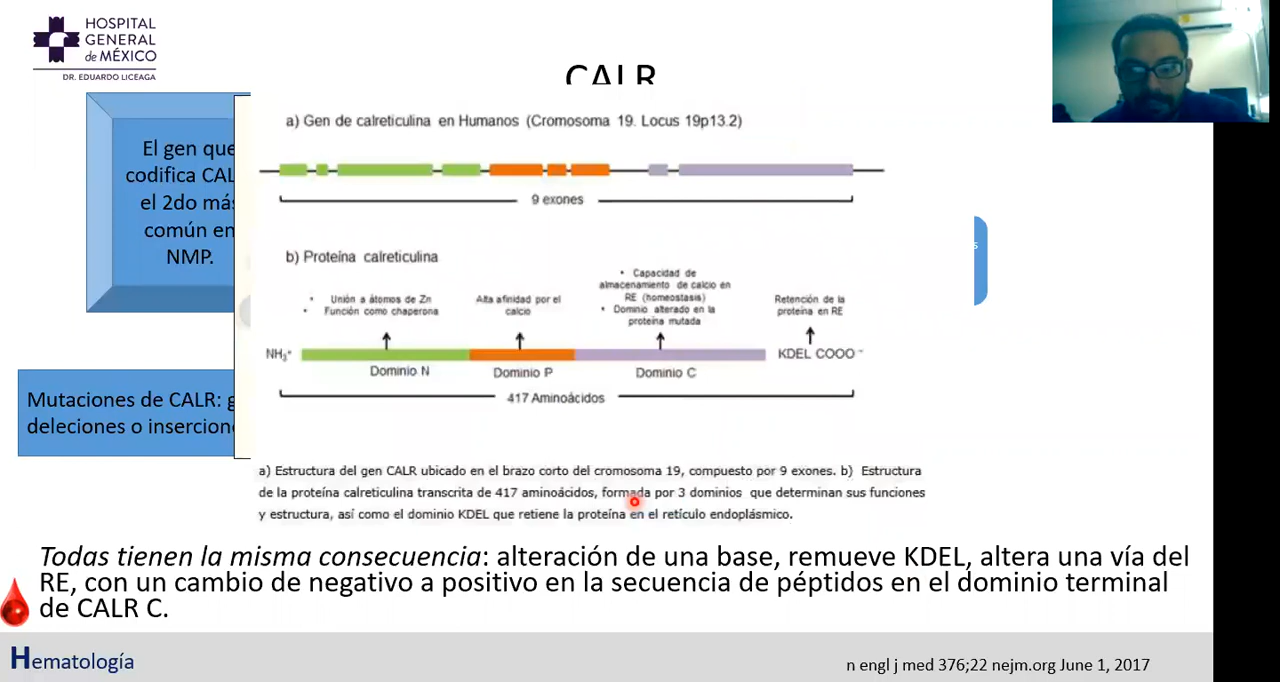 HOSPITAL
GENERAL
de MÉXICO
DR. EDUARDO LICEAGA
CALR
El gen que
codifica CAL
el 2do más
común en
NMP.
a) Gen de calreticulina en Humanos (Cromosoma 19. Locus 19p13.2)
9 exones
b) Proteína calreticulina
• Unión a átomos de Zn
• Función como chaperona
Alta afinidad por el
calcio
• Capacidad de
almacenamiento de calcio en
RE (homeostasis)
• Dominio alterado en la
proteína mutada
Retención de la
proteína en RE
NH₃⁺
KDEL COOO⁻
Dominio N
Dominio P
Dominio C
417 Aminoácidos
Mutaciones de CALR: g
deleciones o insercion
a) Estructura del gen CALR ubicado en el brazo corto del cromosoma 19, compuesto por 9 exones. b) Estructura
de la proteína calreticulina transcrita de 417 aminoácidos, formada por 3 dominios que determinan sus funciones
y estructura, así como el dominio KDEL que retiene la proteína en el retículo endoplásmico.
Todas tienen la misma consecuencia: alteración de una base, remueve KDEL, altera una vía del
RE, con un cambio de negativo a positivo en la secuencia de péptidos en el dominio terminal
de CALR C.
Hematología
n engl j med 376;22 nejm.org June 1, 2017